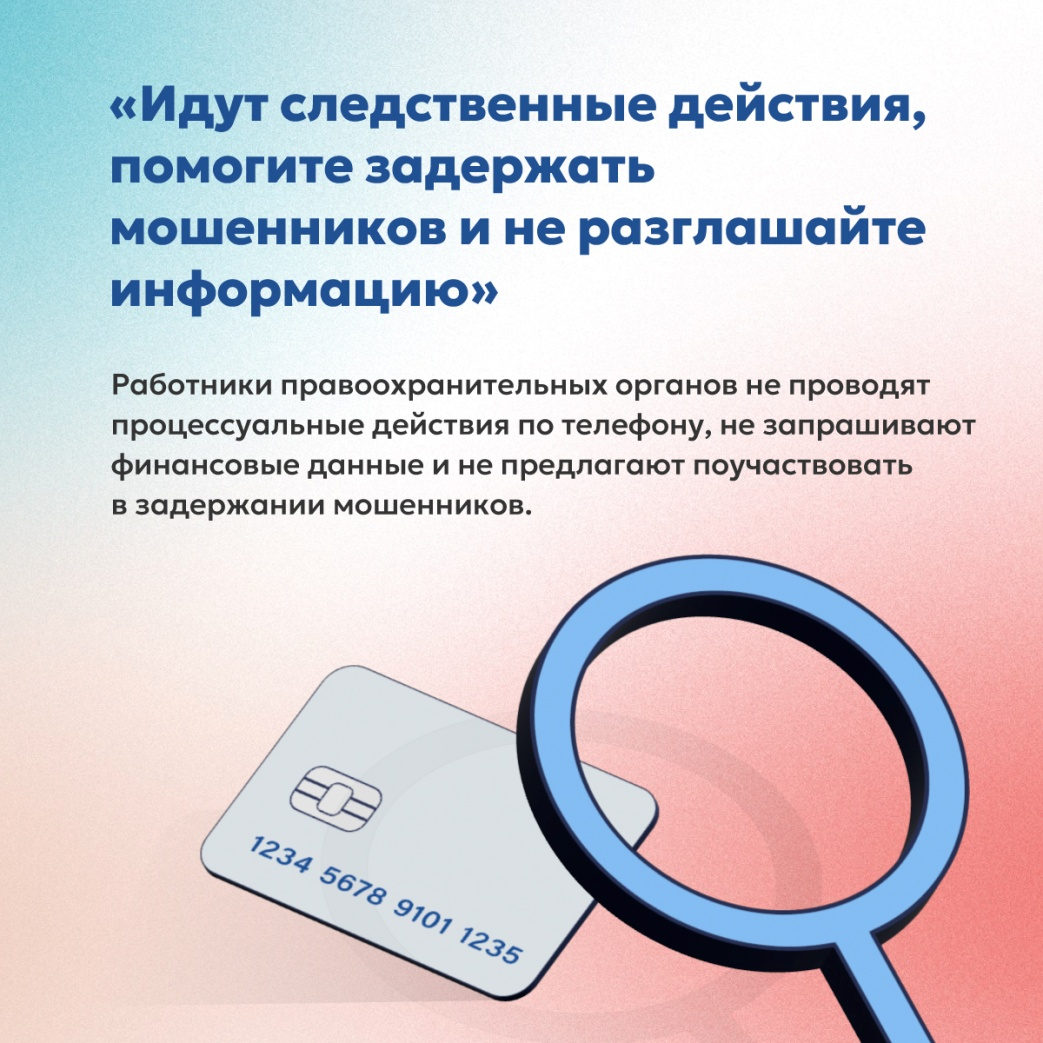 «Идут следственные действия,
помогите задержать
мошенников и не разглашайте
информацию»
Работники правоохранительных органов не проводят
процессуальные действия по телефону, не запрашивают
финансовые данные и не предлагают поучаствовать
в задержании мошенников.
1234 5678 9101 1235